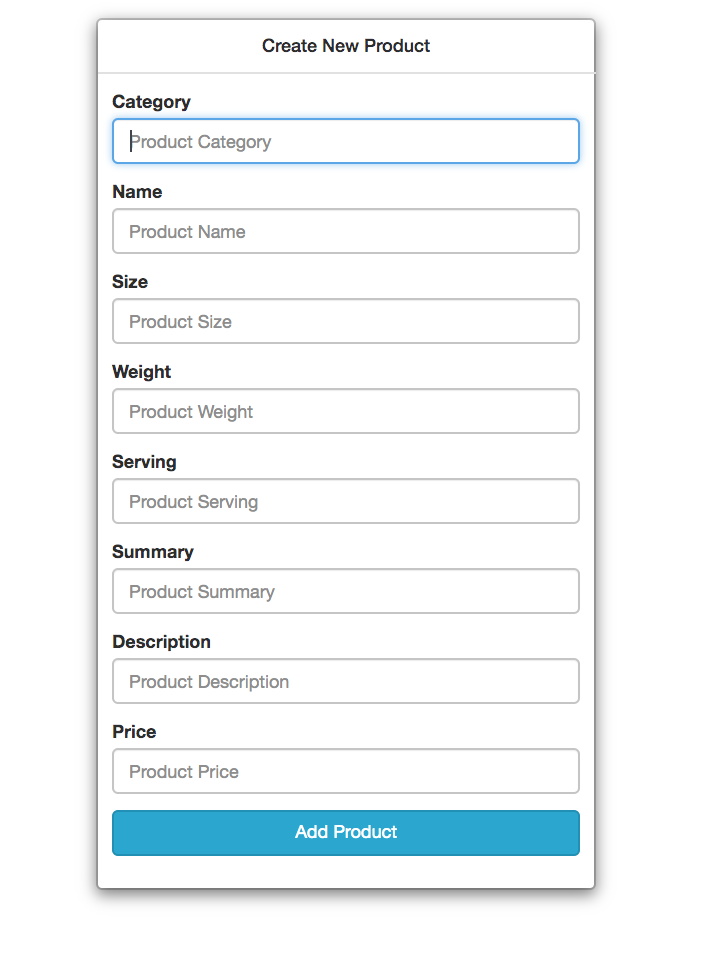 Create New Product
Category
Product Category
Name
Product Name
Size
Product Size
Weight
Product Weight
Serving
Product Serving
Summary
Product Summary
Description
Product Description
Price
Product Price
Add Product